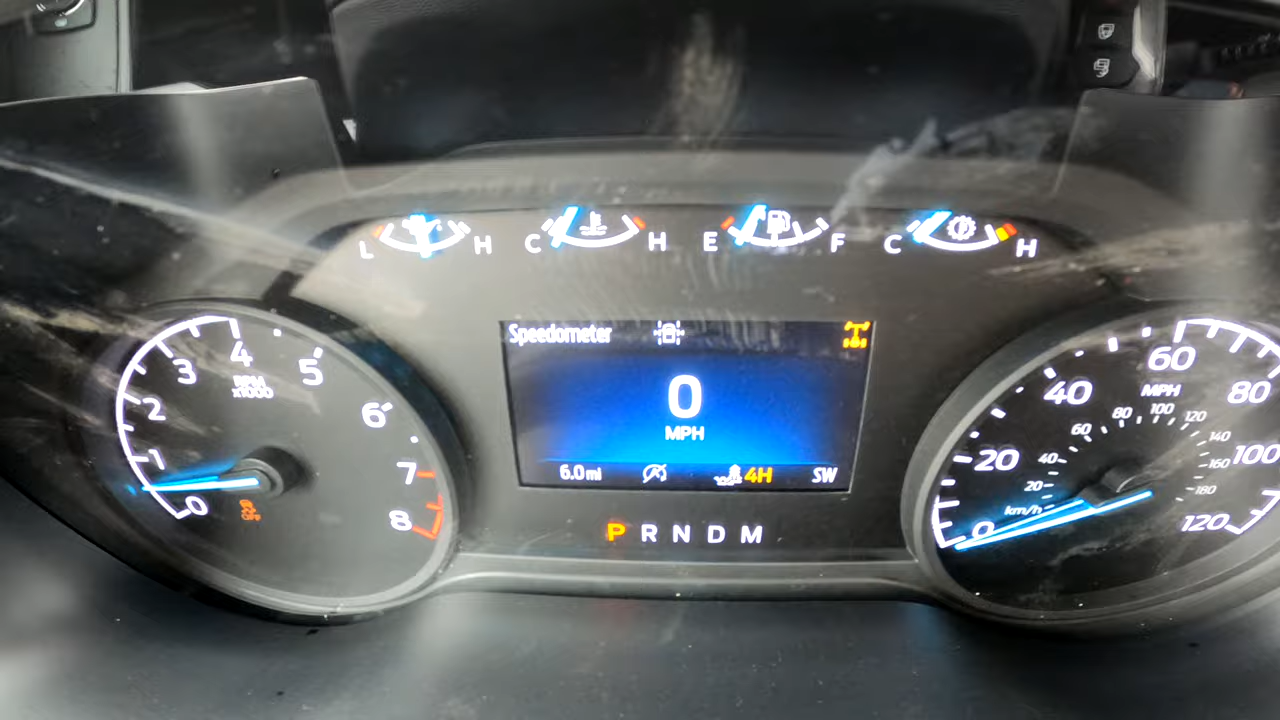 L H C H E F C H
Speedometer
0
MPH
6.0 mi 4H SW
P R N D M
0 1 2 3 4 5 6 7 8
RPM
x1000
OFF
0 20 40 60 80 100 120
MPH
km/h
20 40 60 80 100 120 140 160 180